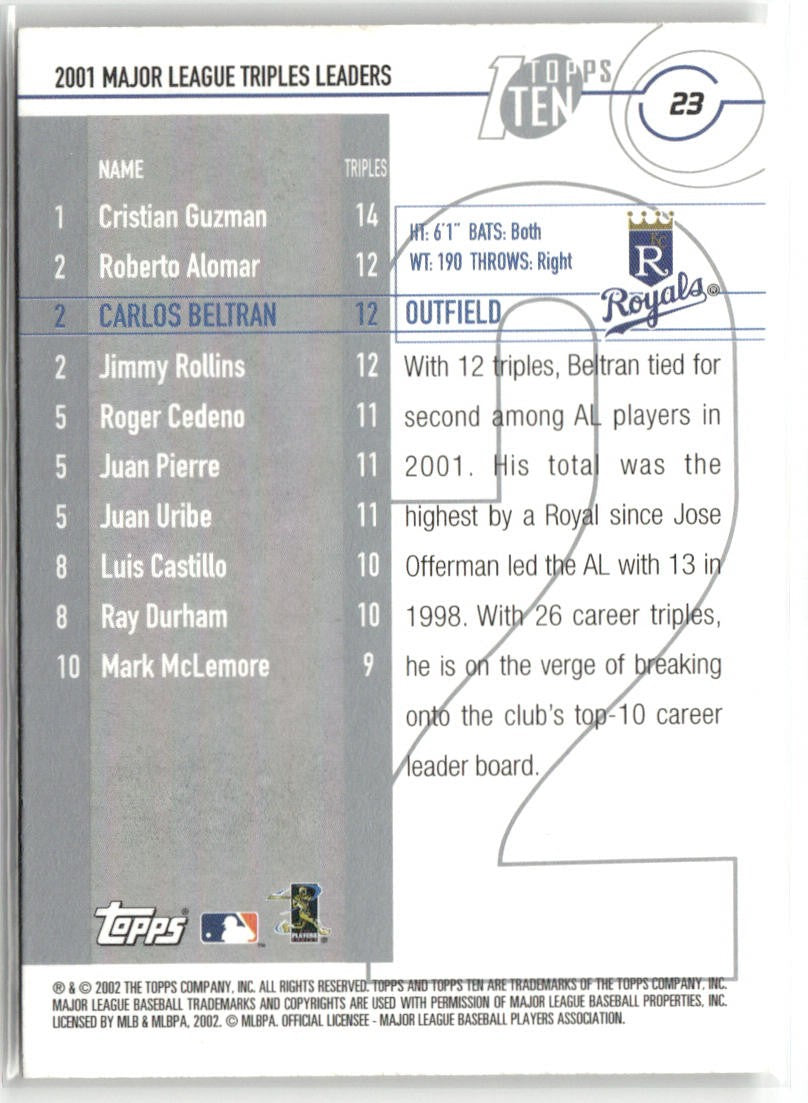 2001 MAJOR LEAGUE TRIPLES LEADERS
1 TOPPS TEN
23
NAME TRIPLES
1 Cristian Guzman 14
2 Roberto Alomar 12
2 CARLOS BELTRAN 12
2 Jimmy Rollins 12
5 Roger Cedeno 11
5 Juan Pierre 11
5 Juan Uribe 11
8 Luis Castillo 10
8 Ray Durham 10
10 Mark McLemore 9
HT: 6'1" BATS: Both
WT: 190 THROWS: Right
OUTFIELD
KC
R
Royals®
With 12 triples, Beltran tied for
second among AL players in
2001. His total was the
highest by a Royal since Jose
Offerman led the AL with 13 in
1998. With 26 career triples,
he is on the verge of breaking
onto the club's top-10 career
leader board.
2
Topps®
PLAYERS
® & © 2002 THE TOPPS COMPANY, INC. ALL RIGHTS RESERVED. TOPPS AND TOPPS TEN ARE TRADEMARKS OF THE TOPPS COMPANY, INC.
MAJOR LEAGUE BASEBALL TRADEMARKS AND COPYRIGHTS ARE USED WITH PERMISSION OF MAJOR LEAGUE BASEBALL PROPERTIES, INC.
LICENSED BY MLB & MLBPA, 2002. © MLBPA. OFFICIAL LICENSEE - MAJOR LEAGUE BASEBALL PLAYERS ASSOCIATION.